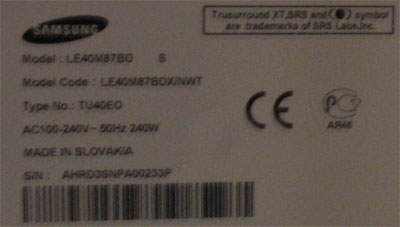 SAMSUNG
Trusurround XT, SRS and (●) symbol
are trademarks of SRS Labs, Inc.
Model : LE40M87BD S
Model Code : LE40M87BDX/NWT
Type No. : TU40EO
AC100-240V~ 50Hz 240W
MADE IN SLOVAKIA
S/N : AHRD3SNPA00233P
CE
PC
AR46